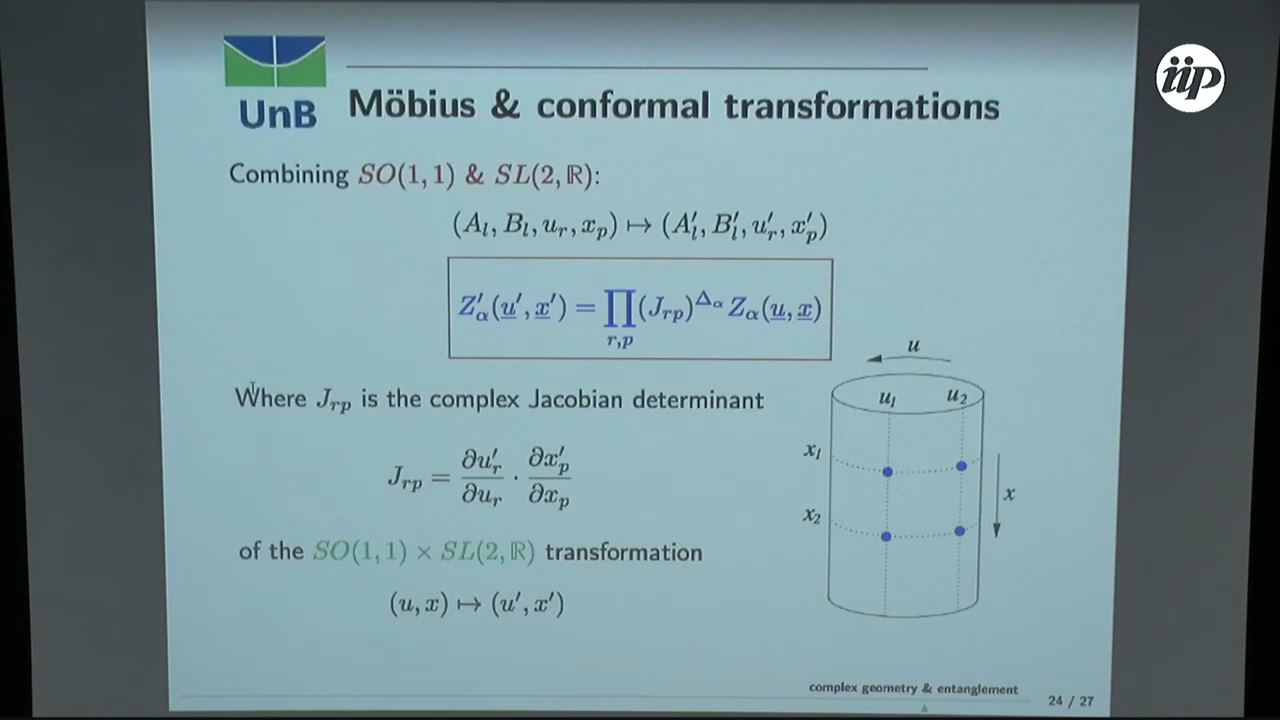 iip
UnB
Möbius & conformal transformations
Combining SO(1, 1) & SL(2, ℝ):
(A_l, B_l, u_r, x_p) ↦ (A'_l, B'_l, u'_r, x'_p)
Z'_α(u̲', x̲') = ∏_{r,p} (J_{rp})^{Δ_α} Z_α(u̲, x̲)
Where J_{rp} is the complex Jacobian determinant
J_{rp} = ∂u'_r/∂u_r · ∂x'_p/∂x_p
of the SO(1, 1) × SL(2, ℝ) transformation
(u, x) ↦ (u', x')
u
u_1 u_2
x_1
x
x_2
complex geometry & entanglement
24 / 27